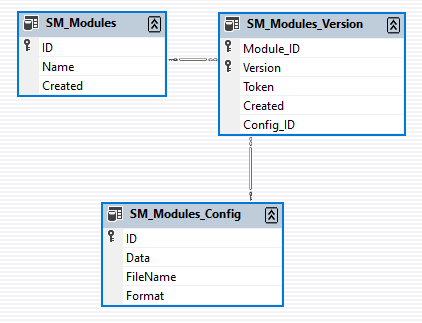 SM_Modules
ID
Name
Created
SM_Modules_Version
Module_ID
Version
Token
Created
Config_ID
SM_Modules_Config
ID
Data
FileName
Format